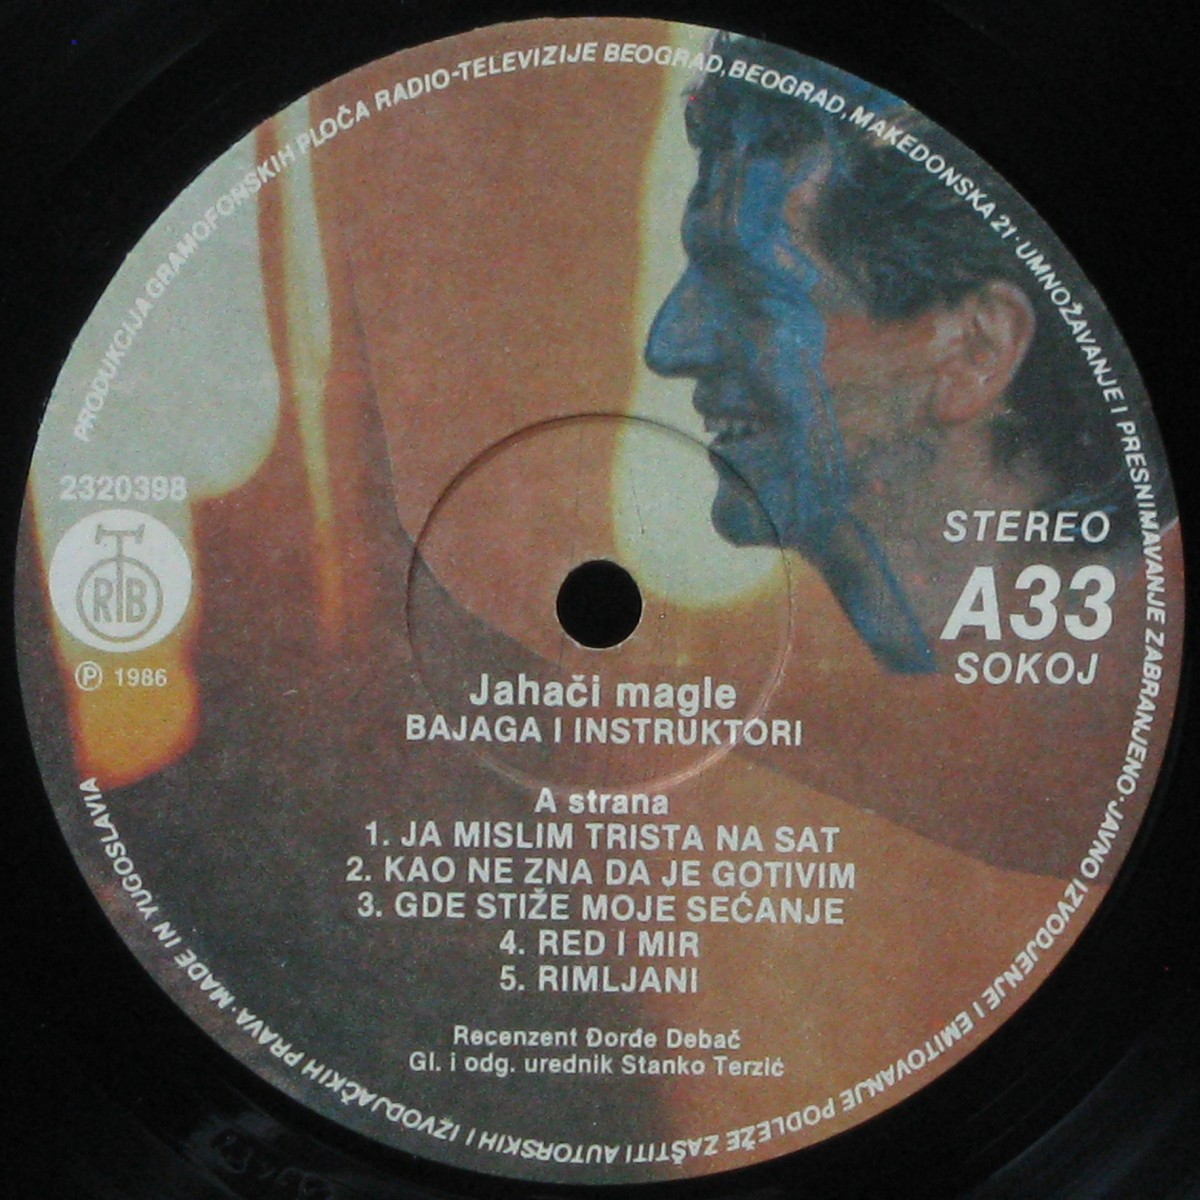 PRODUKCIJA GRAMOFONSKIH PLOČA RADIO-TELEVIZIJE BEOGRAD, BEOGRAD, MAKEDONSKA 21 · UMNOŽAVANJE I PRESNIMAVANJE ZABRANJENO · JAVNO IZVODJENJE I EMITOVANJE PODLEŽE ZAŠTITI AUTORSKIH I IZVODJAČKIH PRAVA · MADE IN YUGOSLAVIA
2320398
RTB
℗ 1986
STEREO
A33
SOKOJ
Jahači magle
BAJAGA I INSTRUKTORI
A strana
1. JA MISLIM TRISTA NA SAT
2. KAO NE ZNA DA JE GOTIVIM
3. GDE STIŽE MOJE SEĆANJE
4. RED I MIR
5. RIMLJANI
Recenzent Đorđe Debač
Gl. i odg. urednik Stanko Terzić